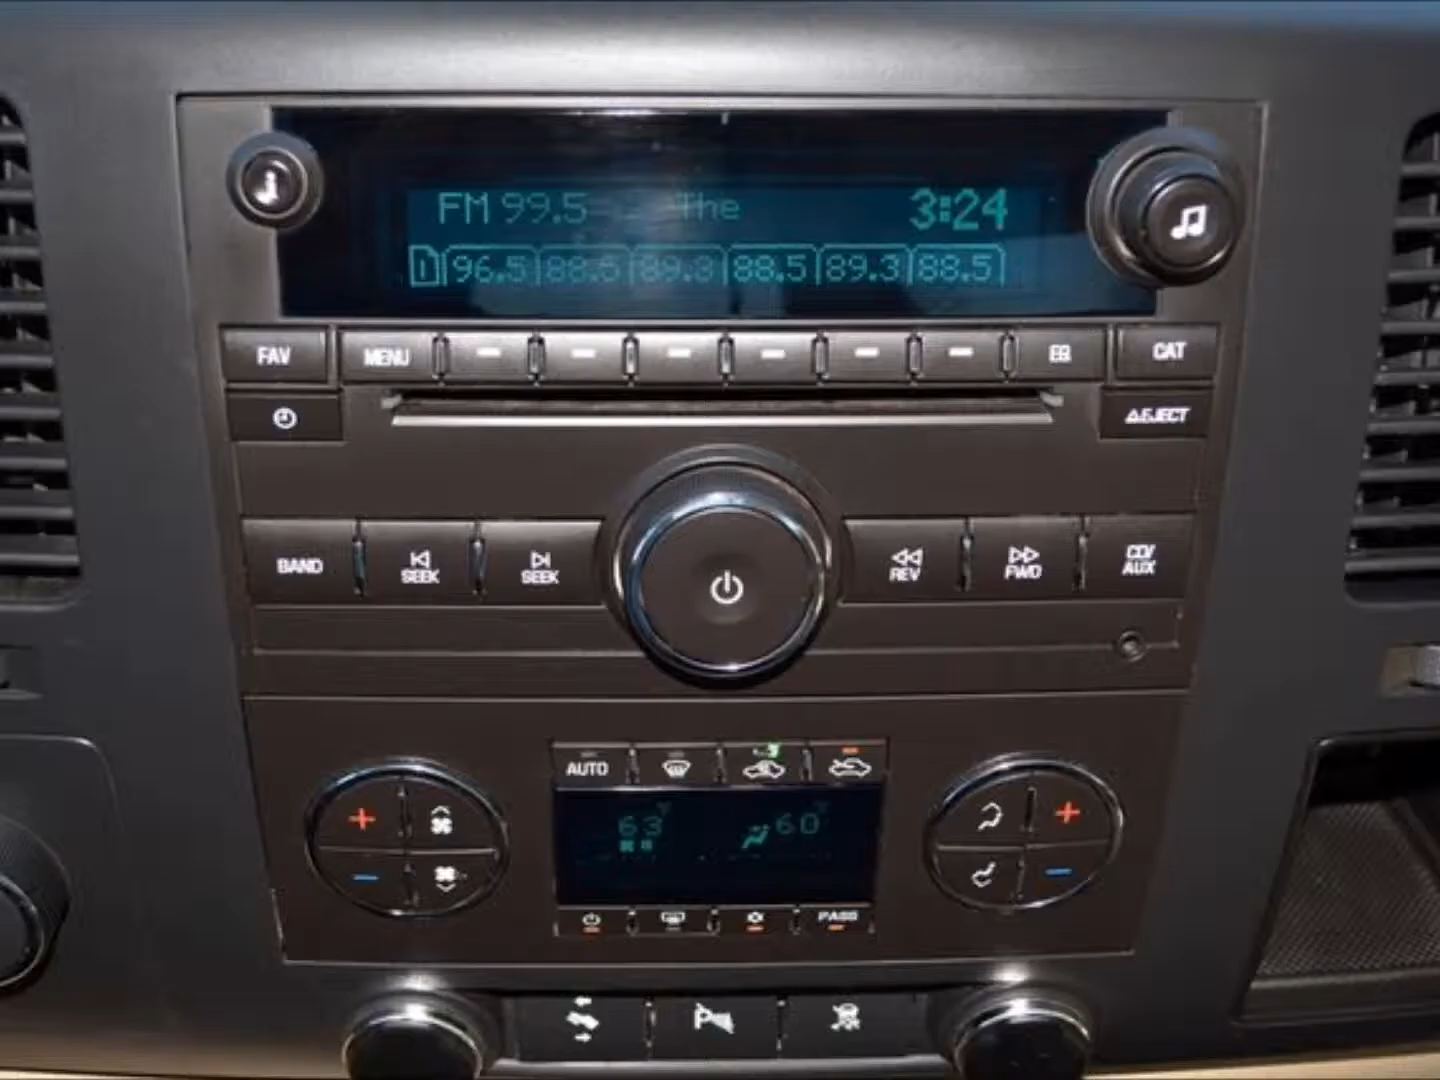 FM 99.5 The 3:24
1 96.5 88.5 89.3 88.5 89.3 88.5
FAV MENU EQ CAT
EJECT
BAND SEEK SEEK REV FWD CD/
AUX
AUTO
63° 60°
PASS